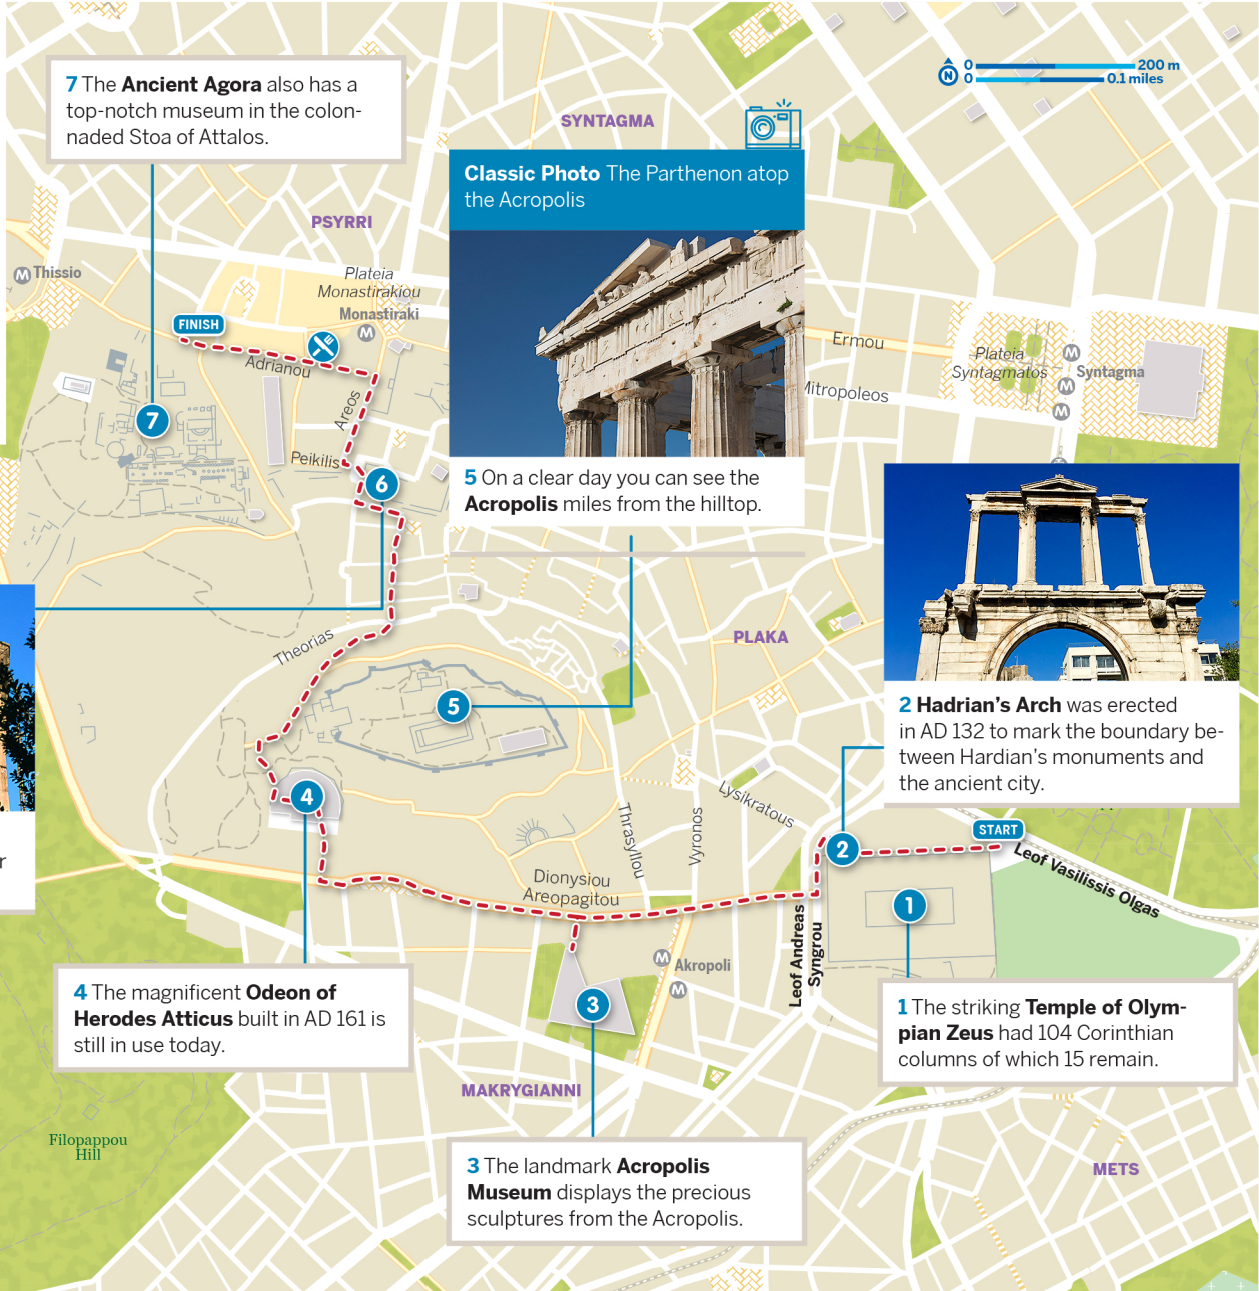 7 The Ancient Agora also has a
top-notch museum in the colon-
naded Stoa of Attalos.
SYNTAGMA
N
0
200 m
0
0.1 miles
Classic Photo The Parthenon atop
the Acropolis
PSYRRI
M Thissio
Plateia
Monastirakiou
Monastiraki
M
FINISH
Adrianou
Areos
Peikilis
7
6
Ermou
Mitropoleos
Plateia
Syntagmatos
M
Syntagma
M
M
5 On a clear day you can see the
Acropolis miles from the hilltop.
Theorias
PLAKA
5
2 Hadrian's Arch was erected
in AD 132 to mark the boundary be-
tween Hardian's monuments and
the ancient city.
4
Thrasyllou
Vyronos
Lysikratous
2
START
Leof Vasilissis Olgas
r
Dionysiou
Areopagitou
1
Leof Andreas
Syngrou
M Akropoli
M
3
4 The magnificent Odeon of
Herodes Atticus built in AD 161 is
still in use today.
1 The striking Temple of Olym-
pian Zeus had 104 Corinthian
columns of which 15 remain.
MAKRYGIANNI
Filopappou
Hill
3 The landmark Acropolis
Museum displays the precious
sculptures from the Acropolis.
METS